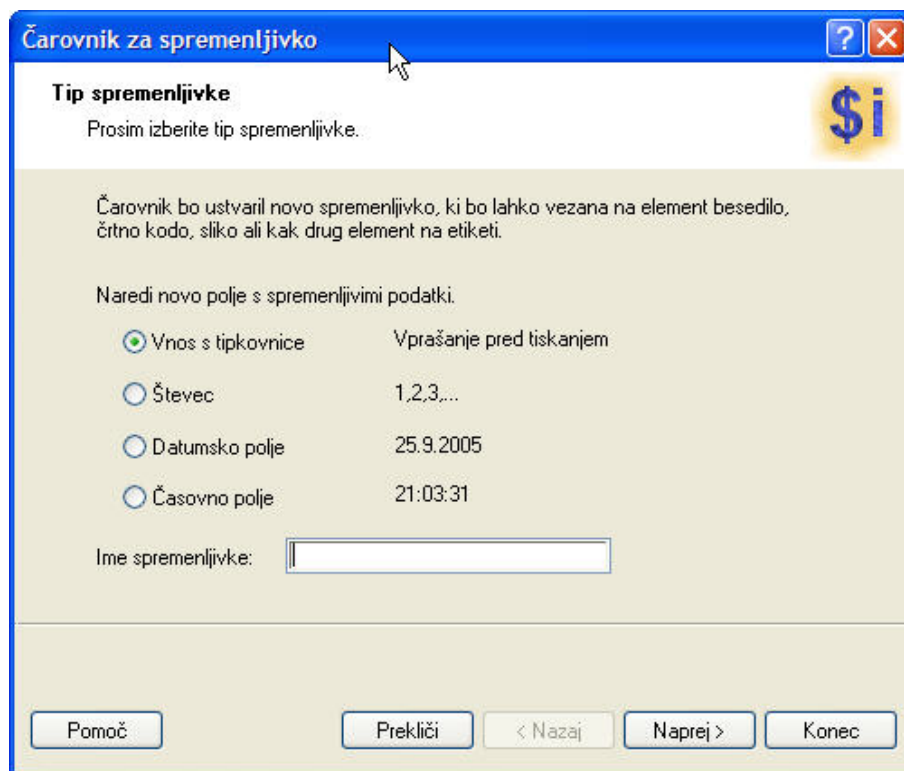 Čarovnik za spremenljivko
?
Tip spremenljivke
Prosim izberite tip spremenljivke.
$i
Čarovnik bo ustvaril novo spremenljivko, ki bo lahko vezana na element besedilo,
črtno kodo, sliko ali kak drug element na etiketi.
Naredi novo polje s spremenljivimi podatki.
Vnos s tipkovnice Vprašanje pred tiskanjem
Števec 1,2,3,...
Datumsko polje 25.9.2005
Časovno polje 21:03:31
Ime spremenljivke:
Pomoč Prekliči < Nazaj Naprej > Konec